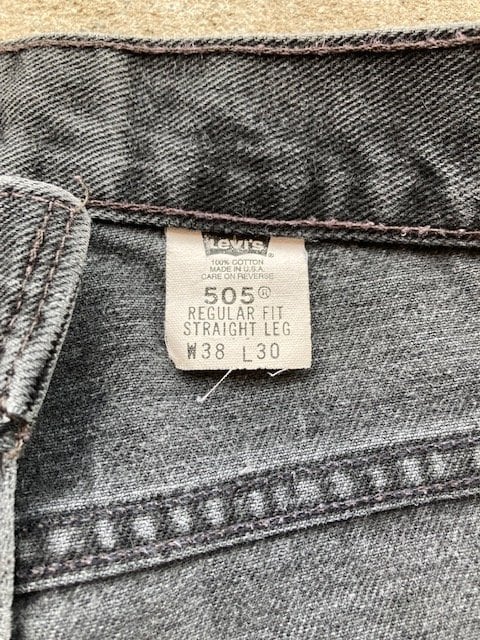 Levi's
100% COTTON
MADE IN U.S.A.
CARE ON REVERSE
505®
REGULAR FIT
STRAIGHT LEG
W38 L30